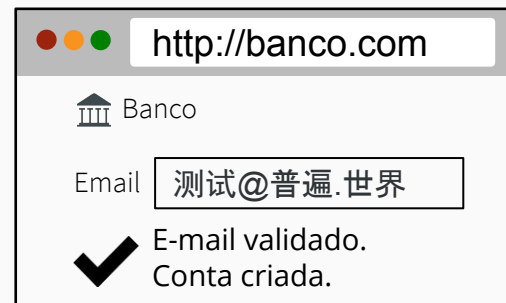 http://banco.com
Banco
Email 测试@普遍.世界
E-mail validado.
Conta criada.